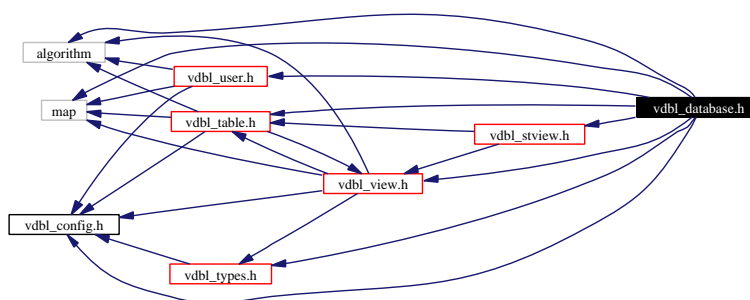 algorithm
vdbl_user.h
map
vdbl_database.h
vdbl_table.h
vdbl_stview.h
vdbl_view.h
vdbl_config.h
vdbl_types.h